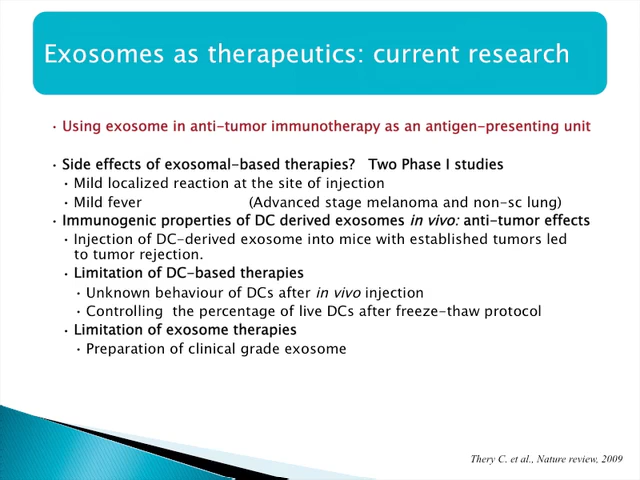 Exosomes as therapeutics: current research
• Using exosome in anti-tumor immunotherapy as an antigen-presenting unit
• Side effects of exosomal-based therapies? Two Phase I studies
• Mild localized reaction at the site of injection
• Mild fever (Advanced stage melanoma and non-sc lung)
• Immunogenic properties of DC derived exosomes in vivo: anti-tumor effects
• Injection of DC-derived exosome into mice with established tumors led
to tumor rejection.
• Limitation of DC-based therapies
• Unknown behaviour of DCs after in vivo injection
• Controlling the percentage of live DCs after freeze-thaw protocol
• Limitation of exosome therapies
• Preparation of clinical grade exosome
Thery C. et al., Nature review, 2009